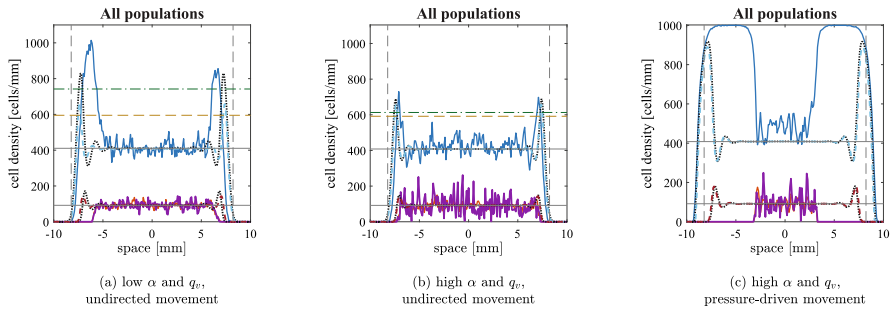 All populations
1000
800
600
400
200
0
cell density [cells/mm]
-10 -5 0 5 10
space [mm]
(a) low α and qᵥ,
undirected movement
All populations
1000
800
600
400
200
0
cell density [cells/mm]
-10 -5 0 5 10
space [mm]
(b) high α and qᵥ,
undirected movement
All populations
1000
800
600
400
200
0
cell density [cells/mm]
-10 -5 0 5 10
space [mm]
(c) high α and qᵥ,
pressure-driven movement